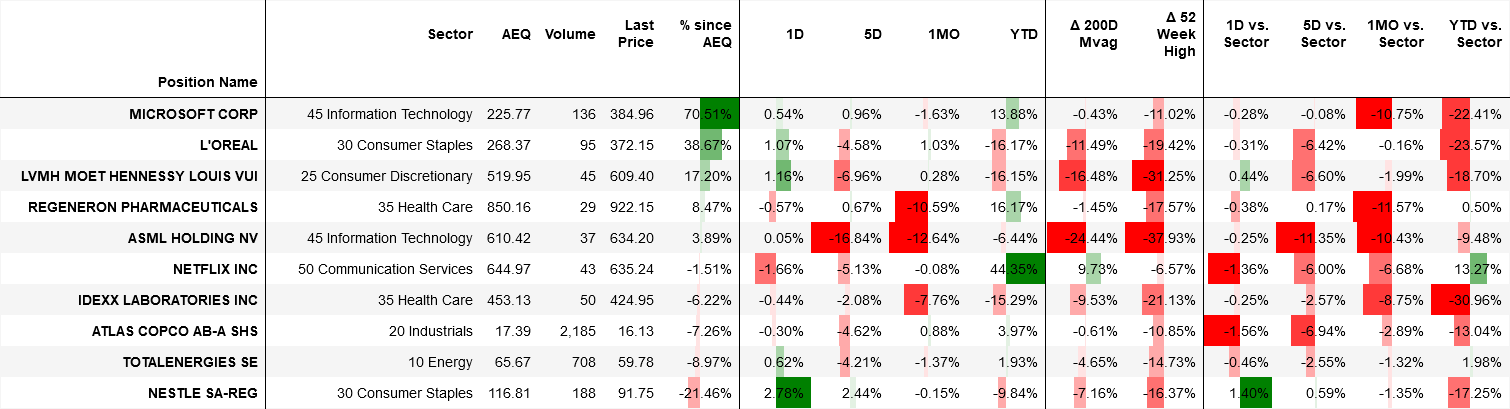 Position Name Sector AEQ Volume Last Price % since AEQ 1D 5D 1MO YTD Δ 200D Mvag Δ 52 Week High 1D vs. Sector 5D vs. Sector 1MO vs. Sector YTD vs. Sector
MICROSOFT CORP 45 Information Technology 225.77 136 384.96 70.51% 0.54% 0.96% -1.63% 13.88% -0.43% -11.02% -0.28% -0.08% -10.75% -22.41%
L'OREAL 30 Consumer Staples 268.37 95 372.15 38.67% 1.07% -4.58% 1.03% -16.17% -11.49% -19.42% -0.31% -6.42% -0.16% -23.57%
LVMH MOET HENNESSY LOUIS VUI 25 Consumer Discretionary 519.95 45 609.40 17.20% 1.16% -6.96% 0.28% -16.15% -16.48% -31.25% 0.44% -6.60% -1.99% -18.70%
REGENERON PHARMACEUTICALS 35 Health Care 850.16 29 922.15 8.47% -0.57% 0.67% -10.59% 16.17% -1.45% -17.57% -0.38% 0.17% -11.57% 0.50%
ASML HOLDING NV 45 Information Technology 610.42 37 634.20 3.89% 0.05% -16.84% -12.64% -6.44% -24.44% -37.93% -0.25% -11.35% -10.43% -9.48%
NETFLIX INC 50 Communication Services 644.97 43 635.24 -1.51% -1.66% -5.13% -0.08% 44.35% 9.73% -6.57% -1.36% -6.00% -6.68% 13.27%
IDEXX LABORATORIES INC 35 Health Care 453.13 50 424.95 -6.22% -0.44% -2.08% -7.76% -15.29% -9.53% -21.13% -0.25% -2.57% -8.75% -30.96%
ATLAS COPCO AB-A SHS 20 Industrials 17.39 2,185 16.13 -7.26% -0.30% -4.62% 0.88% 3.97% -0.61% -10.85% -1.56% -6.94% -2.89% -13.04%
TOTALENERGIES SE 10 Energy 65.67 708 59.78 -8.97% 0.62% -4.21% -1.37% 1.93% -4.65% -14.73% -0.46% -2.55% -1.32% 1.98%
NESTLE SA-REG 30 Consumer Staples 116.81 188 91.75 -21.46% 2.78% 2.44% -0.15% -9.84% -7.16% -16.37% 1.40% 0.59% -1.35% -17.25%